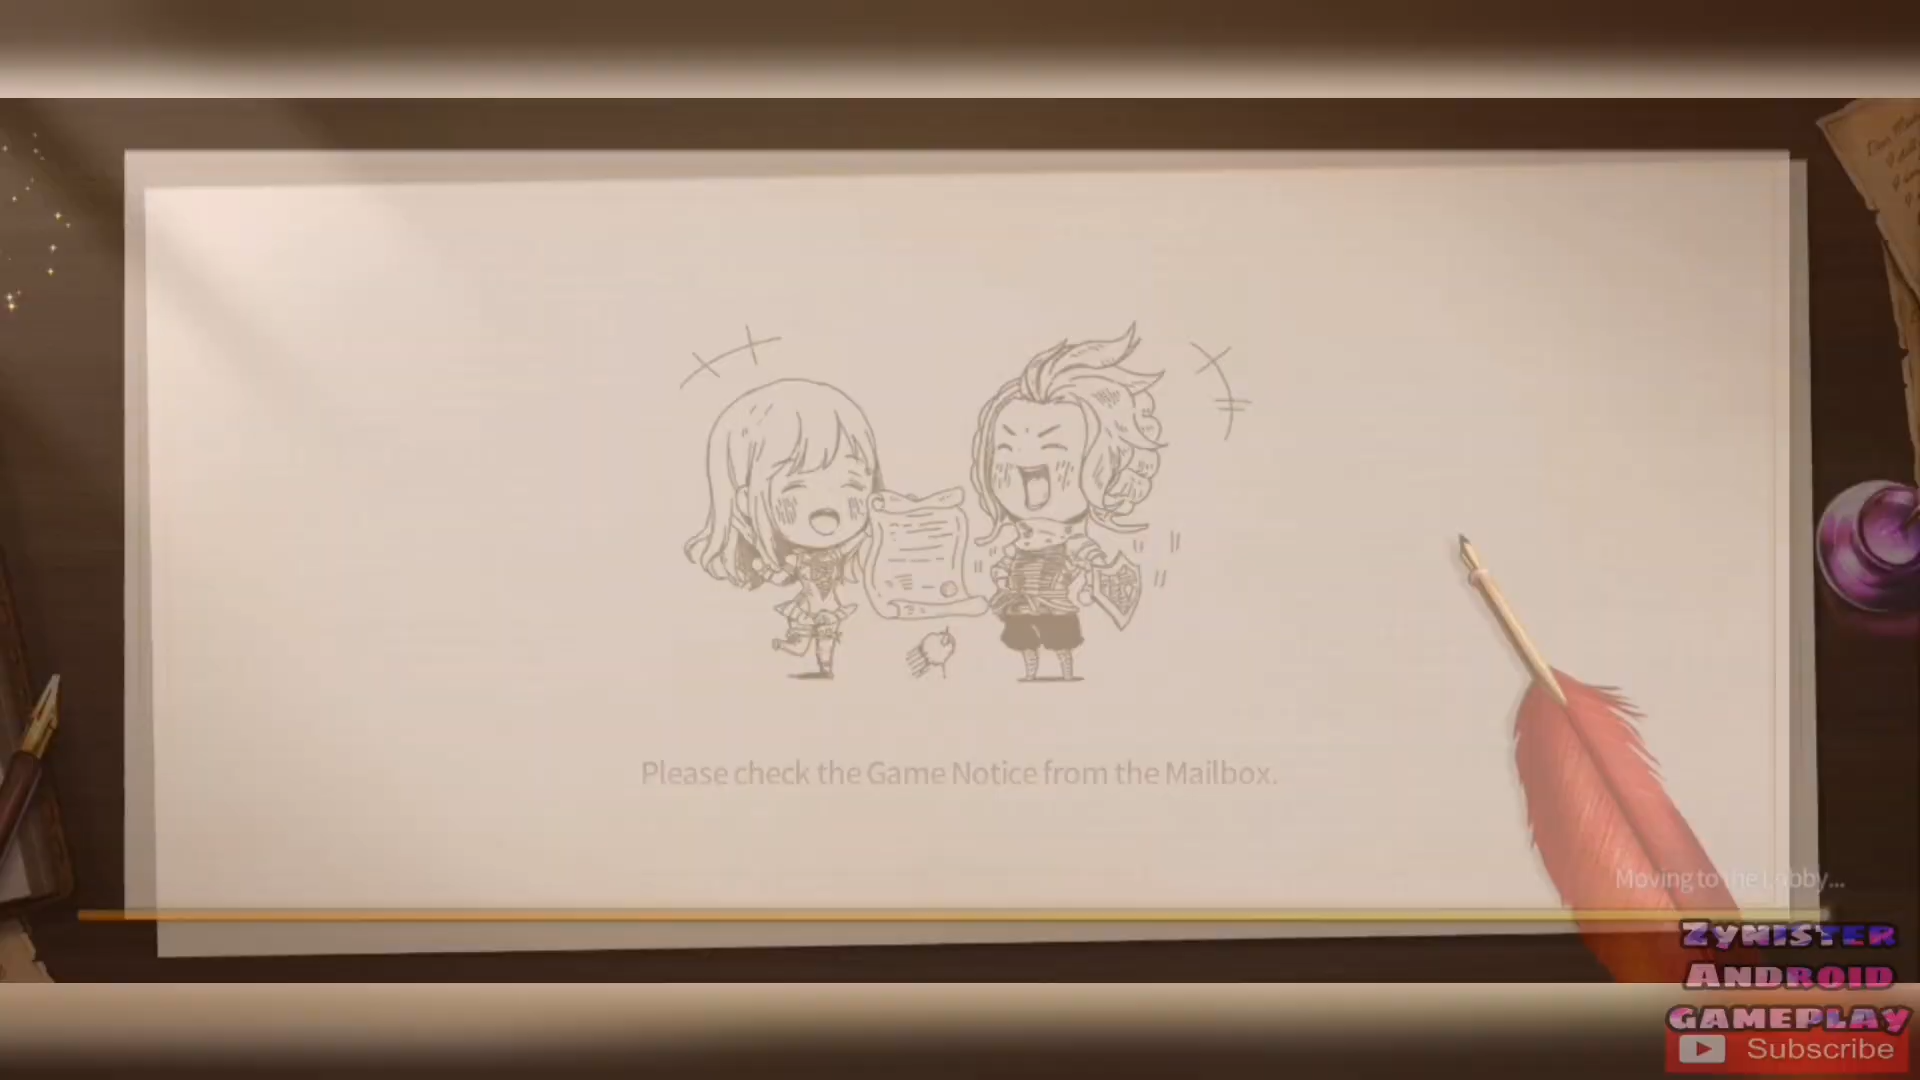 Please check the Game Notice from the Mailbox.
Moving to the Lobby...
Zynister
Android
Gameplay
Subscribe